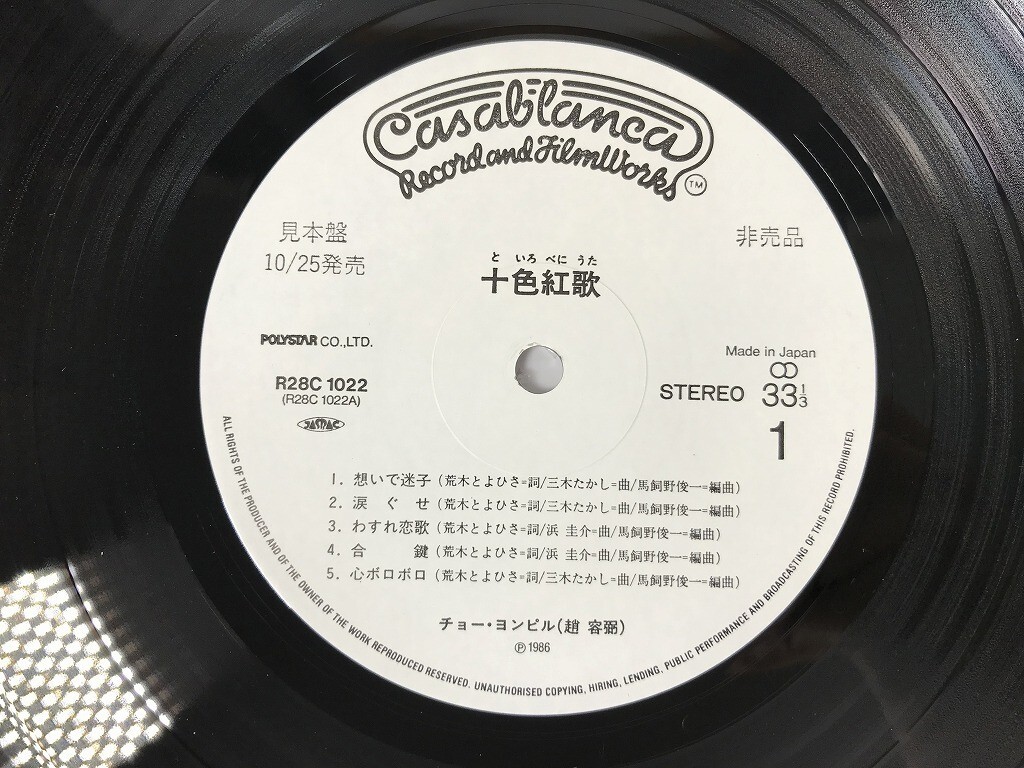 Casablanca
Record and FilmWorks TM
見本盤
10/25発売
非売品
と いろ べに うた
十色紅歌
POLYSTAR CO.,LTD.
R28C 1022
(R28C 1022A)
JASRAC
Made in Japan
STEREO 33 1/3
1
1. 想いで迷子 (荒木とよひさ=詞/三木たかし=曲/馬飼野俊一=編曲)
2. 涙ぐせ (荒木とよひさ=詞/三木たかし=曲/馬飼野俊一=編曲)
3. わすれ恋歌 (荒木とよひさ=詞/浜 圭介=曲/馬飼野俊一=編曲)
4. 合鍵 (荒木とよひさ=詞/浜 圭介=曲/馬飼野俊一=編曲)
5. 心ボロボロ (荒木とよひさ=詞/三木たかし=曲/馬飼野俊一=編曲)
チョー・ヨンピル(趙 容弼)
Ⓟ1986
ALL RIGHTS OF THE PRODUCER AND OF THE OWNER OF THE WORK REPRODUCED RESERVED. UNAUTHORISED COPYING, HIRING, LENDING, PUBLIC PERFORMANCE AND BROADCASTING OF THIS RECORD PROHIBITED.